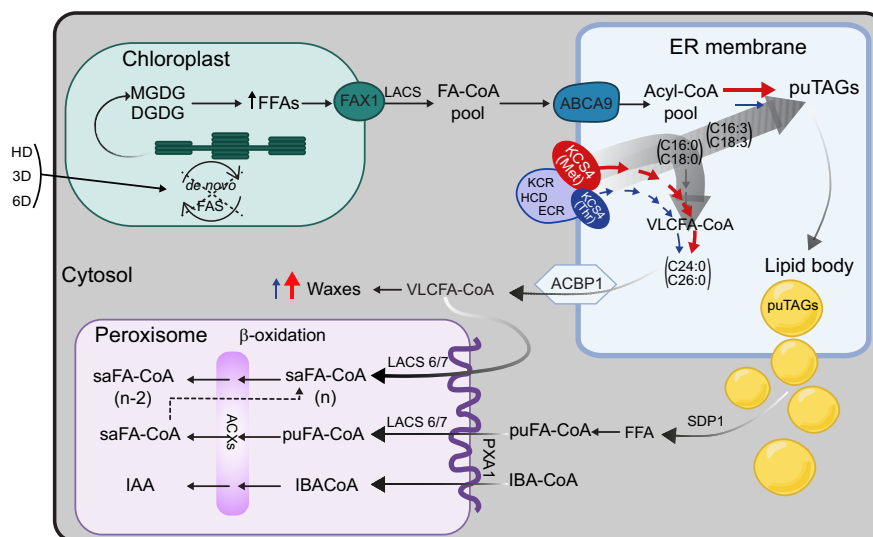 Chloroplast
MGDG
DGDG
FFAs
FAX1
LACS
FA-CoA
pool
ABCA9
ER membrane
Acyl-CoA
pool
puTAGs
(C16:3
C18:3)
(C16:0
C18:0)
HD
3D
6D
de novo
FAS
KCS4
(Met)
KCR
HCD
ECR
KCS4
(Thr)
VLCFA-CoA
(C24:0
C26:0)
Cytosol
Waxes
VLCFA-CoA
ACBP1
Lipid body
puTAGs
Peroxisome
β-oxidation
saFA-CoA
(n-2)
saFA-CoA
(n)
LACS 6/7
saFA-CoA
ACXs
puFA-CoA
LACS 6/7
PXA1
puFA-CoA
FFA
SDP1
IAA
IBACoA
IBA-CoA